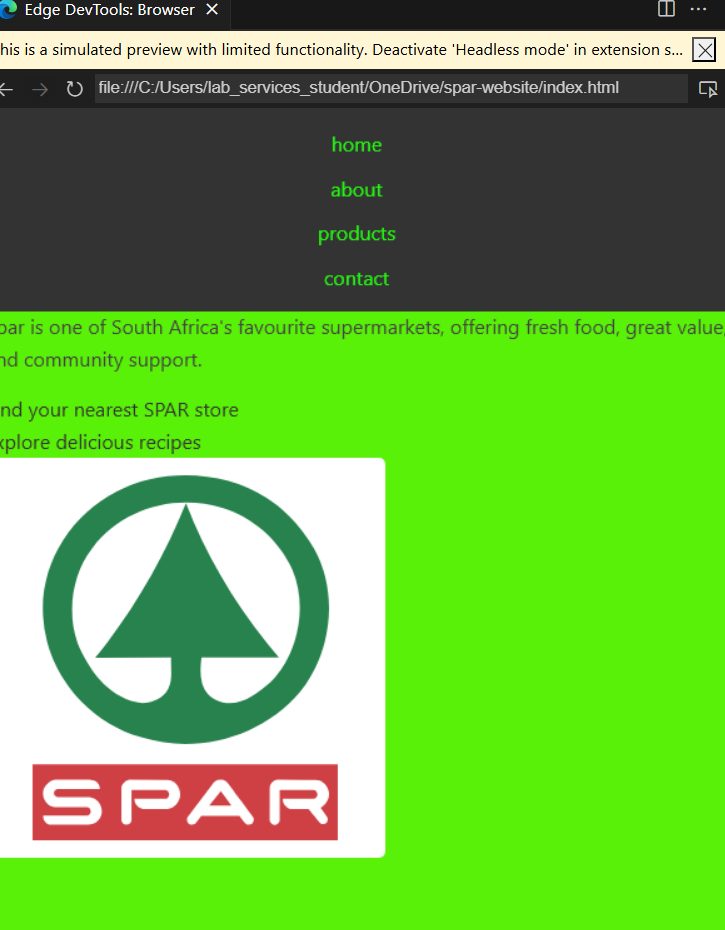 Edge DevTools: Browser
his is a simulated preview with limited functionality. Deactivate 'Headless mode' in extension s...
file:///C:/Users/lab_services_student/OneDrive/spar-website/index.html
home
about
products
contact
par is one of South Africa's favourite supermarkets, offering fresh food, great value,
nd community support.
nd your nearest SPAR store
xplore delicious recipes
SPAR